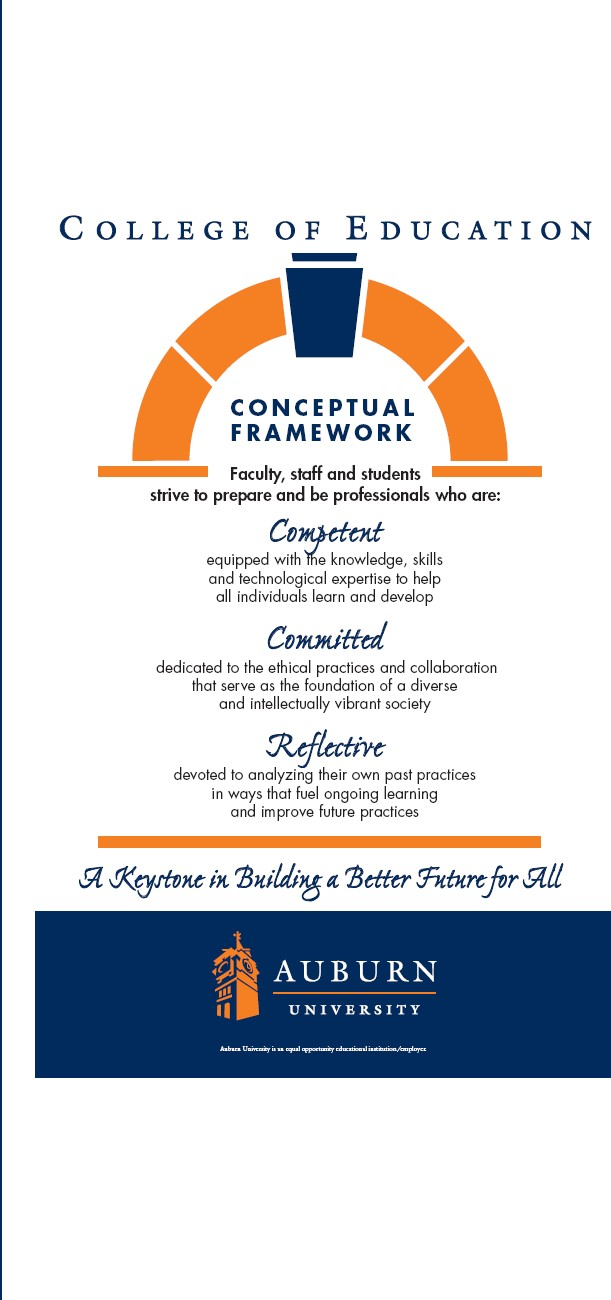 COLLEGE OF EDUCATION
CONCEPTUAL
FRAMEWORK
Faculty, staff and students
strive to prepare and be professionals who are:
Competent
equipped with the knowledge, skills
and technological expertise to help
all individuals learn and develop
Committed
dedicated to the ethical practices and collaboration
that serve as the foundation of a diverse
and intellectually vibrant society
Reflective
devoted to analyzing their own past practices
in ways that fuel ongoing learning
and improve future practices
A Keystone in Building a Better Future for All
AUBURN
UNIVERSITY
Auburn University is an equal opportunity educational institution/employer.